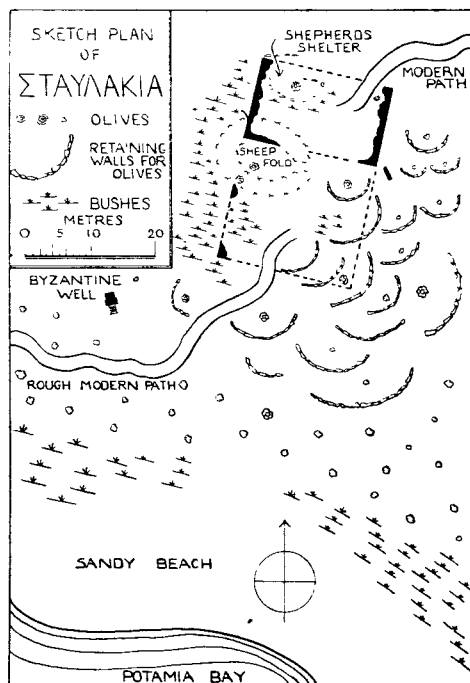 SKETCH PLAN
OF
ΣΤΑΥΛΑΚΙΑ
OLIVES
RETAINING
WALLS FOR
OLIVES
BUSHES
METRES
0 5 10 20
SHEPHERDS
SHELTER
MODERN
PATH
SHEEP
FOLD
BYZANTINE
WELL
ROUGH MODERN PATH
SANDY BEACH
POTAMIA BAY